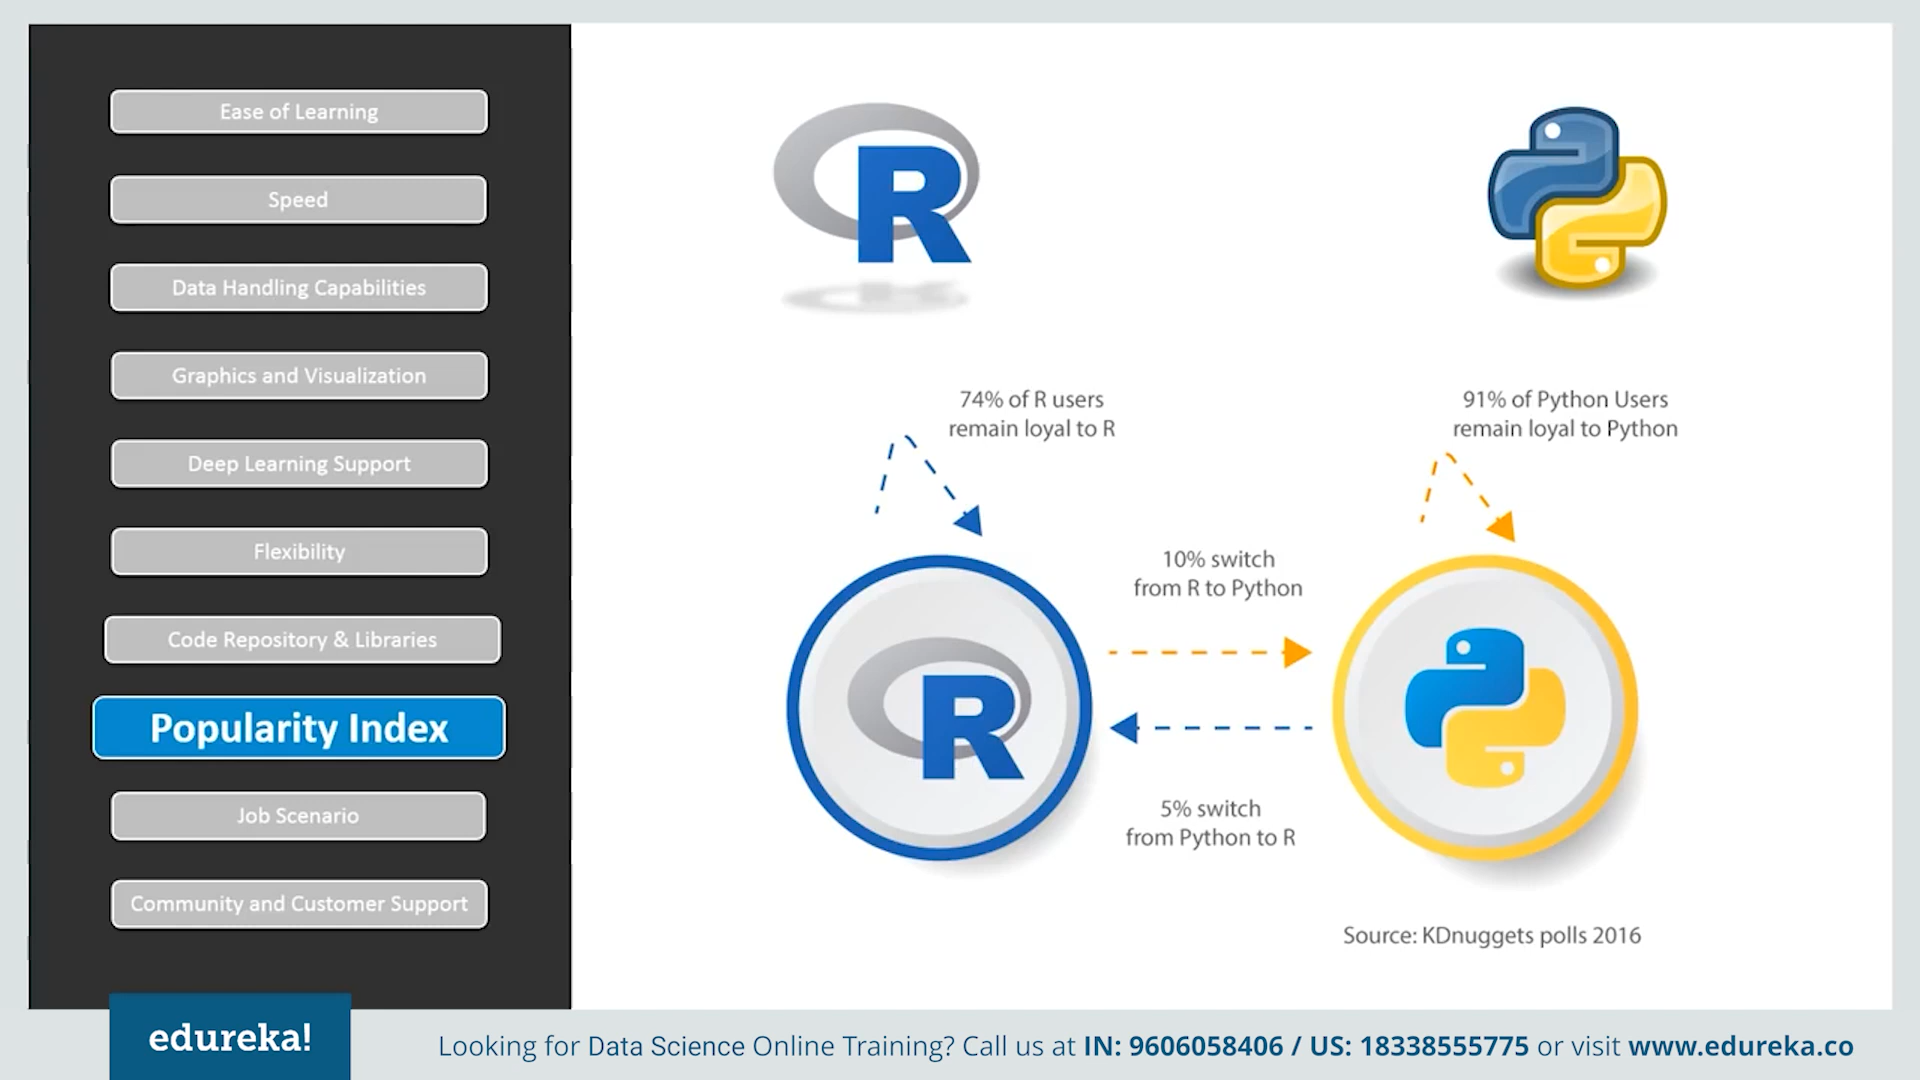 Ease of Learning
Speed
Data Handling Capabilities
Graphics and Visualization
Deep Learning Support
Flexibility
Code Repository & Libraries
Popularity Index
Job Scenario
Community and Customer Support
R
74% of R users
remain loyal to R
91% of Python Users
remain loyal to Python
10% switch
from R to Python
R
5% switch
from Python to R
Source: KDnuggets polls 2016
edureka!
Looking for Data Science Online Training? Call us at IN: 9606058406 / US: 18338555775 or visit www.edureka.co